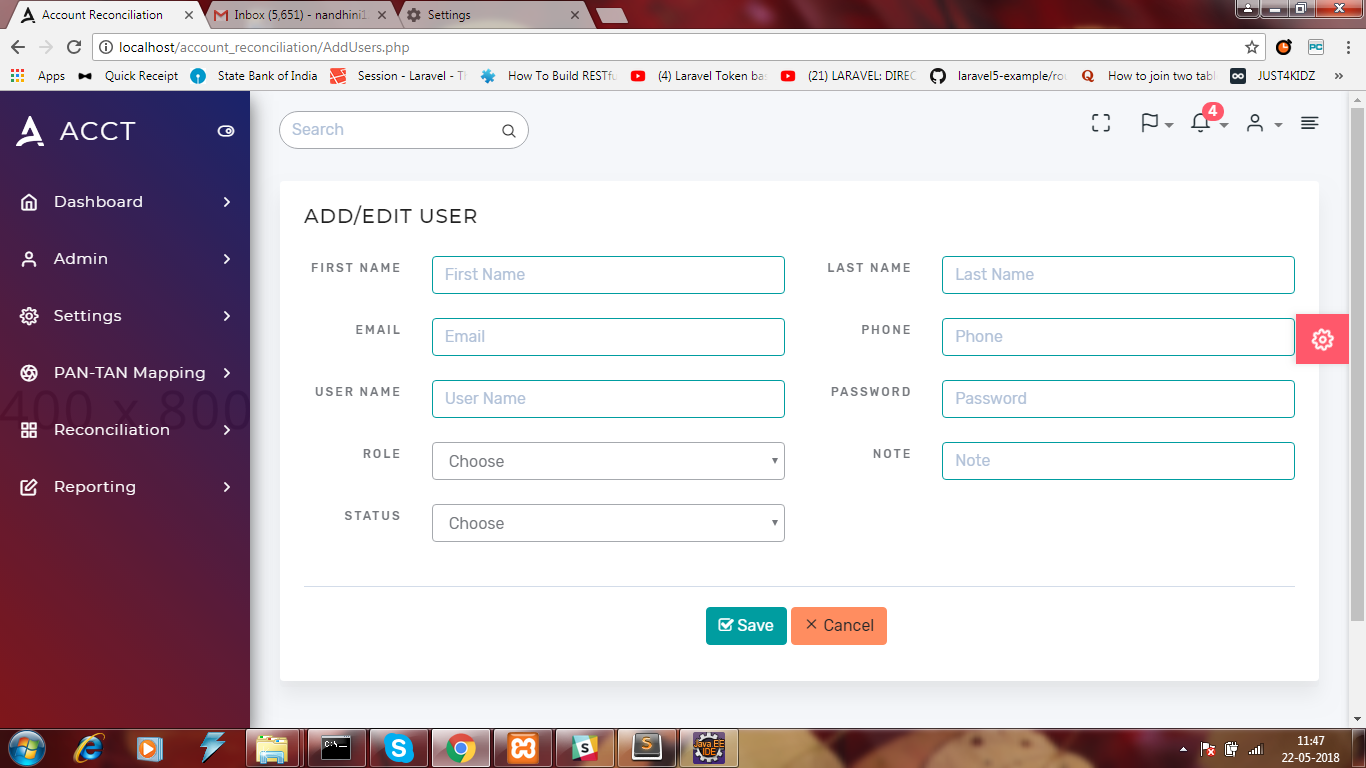 Account Reconciliation
Inbox (5,651) - nandhini1
Settings
localhost/account_reconciliation/AddUsers.php
PC
Apps
Quick Receipt
State Bank of India
Session - Laravel - Th
How To Build RESTfu
(4) Laravel Token ba
(21) LARAVEL: DIREC
laravel5-example/rou
How to join two tabl
JUST4KIDZ
»
ACCT
Search
4
Dashboard
Admin
Settings
PAN-TAN Mapping
400 x 800
Reconciliation
Reporting
ADD/EDIT USER
FIRST NAME
First Name
LAST NAME
Last Name
EMAIL
Email
PHONE
Phone
USER NAME
User Name
PASSWORD
Password
ROLE
Choose
NOTE
Note
STATUS
Choose
Save
Cancel
C:\
S
S
S
Java EE
IDE
11:47
22-05-2018